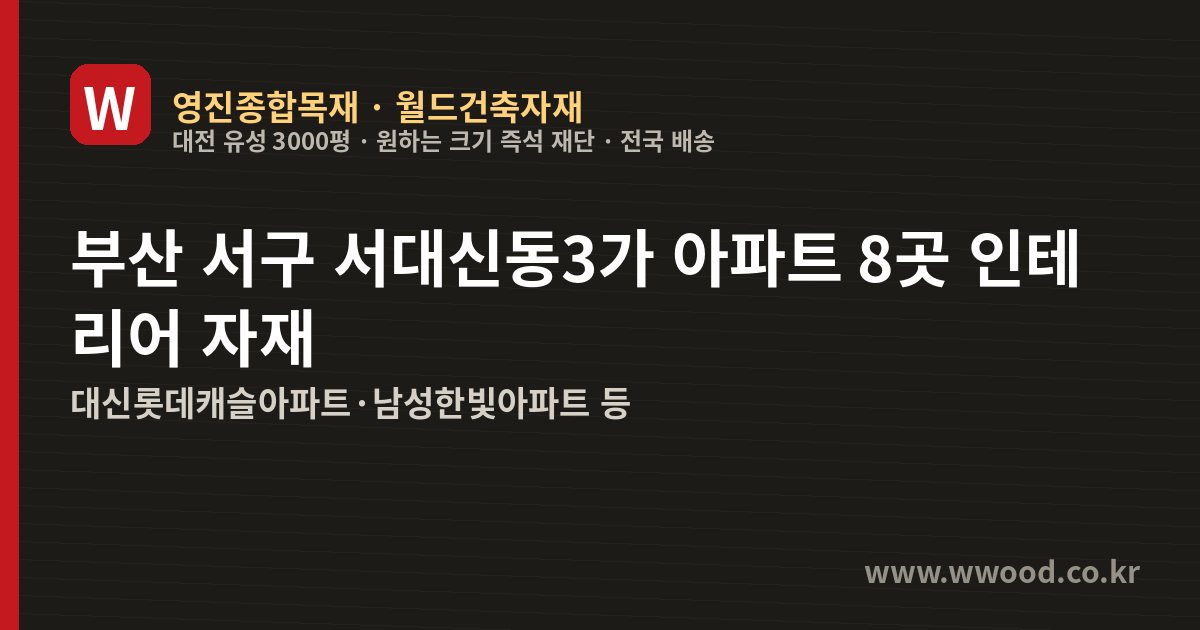 W
영진종합목재 · 월드건축자재
대전 유성 3000평 · 원하는 크기 즉석 재단 · 전국 배송
부산 서구 서대신동3가 아파트 8곳 인테
리어 자재
대신롯데캐슬아파트·남성한빛아파트 등
www.wwood.co.kr